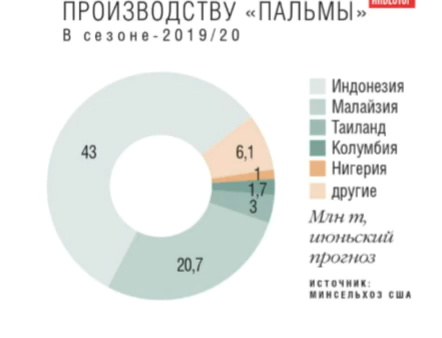 ИНВЕСТОР
ПРОИЗВОДСТВУ «ПАЛЬМЫ»
В сезоне-2019/20
43
6,1
1
1,7
3
20,7
Индонезия
Малайзия
Таиланд
Колумбия
Нигерия
другие
Млн т,
июньский
прогноз
ИСТОЧНИК:
МИНСЕЛЬХОЗ США